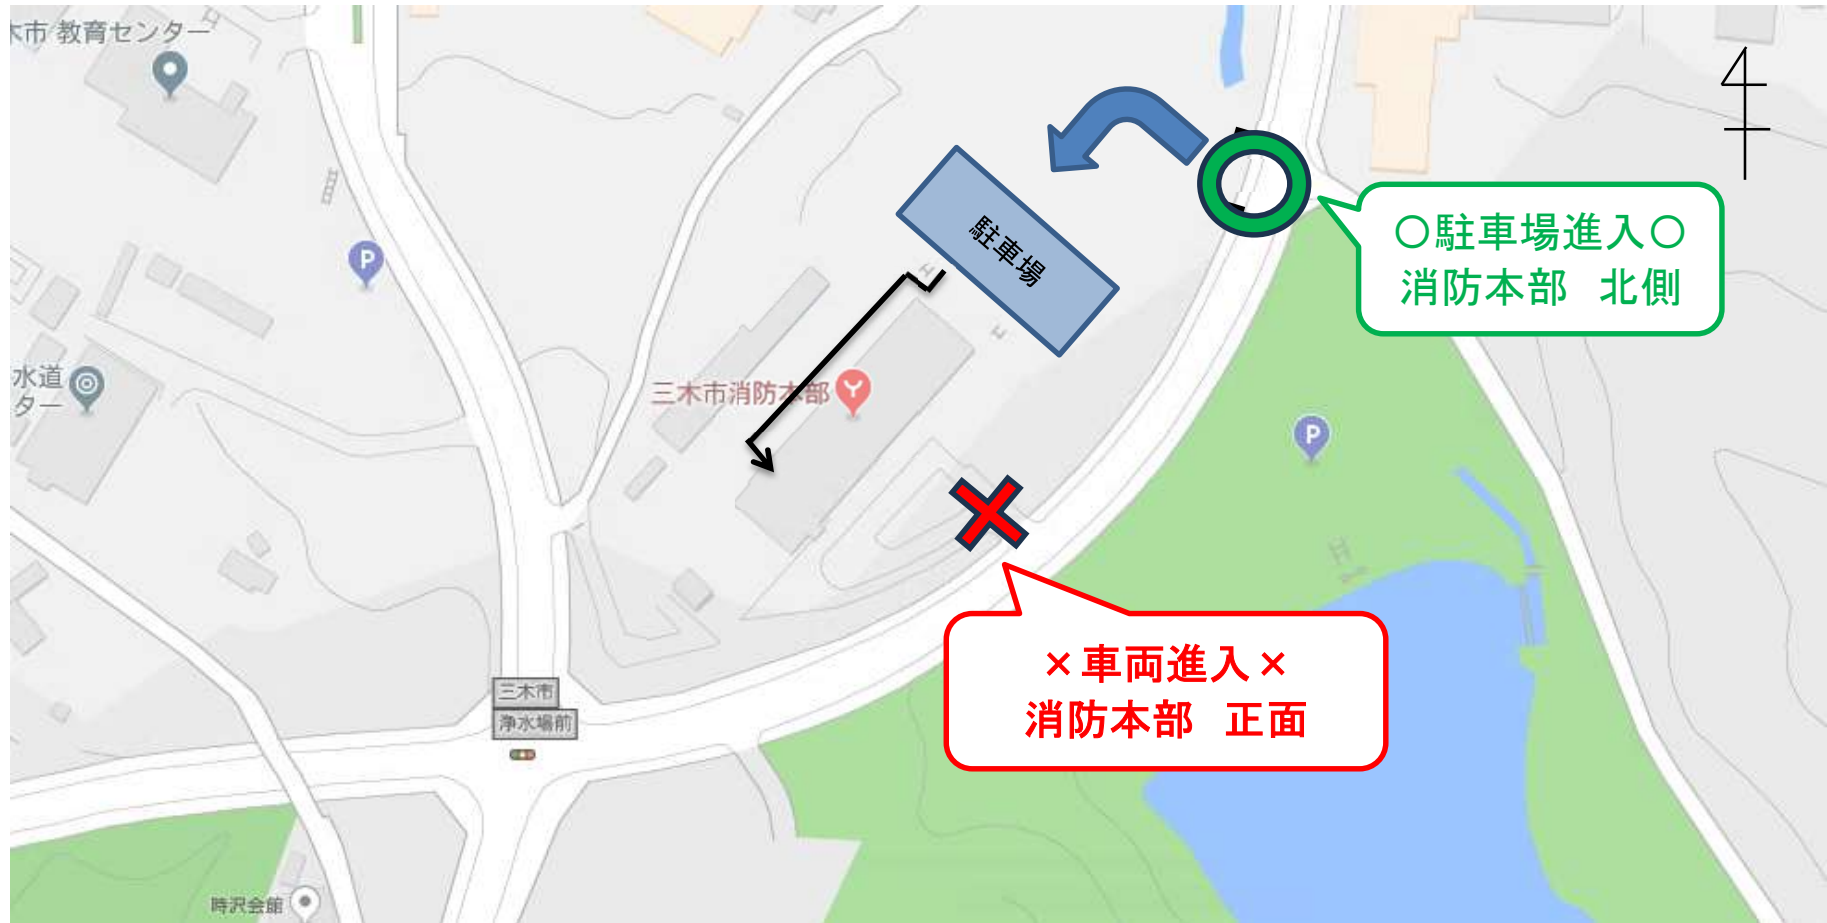 木市 教育センター
駐車場
○駐車場進入○
消防本部 北側
P
水道
ター
三木市消防本部
P
×車両進入×
消防本部 正面
三木市
浄水場前
時沢会館